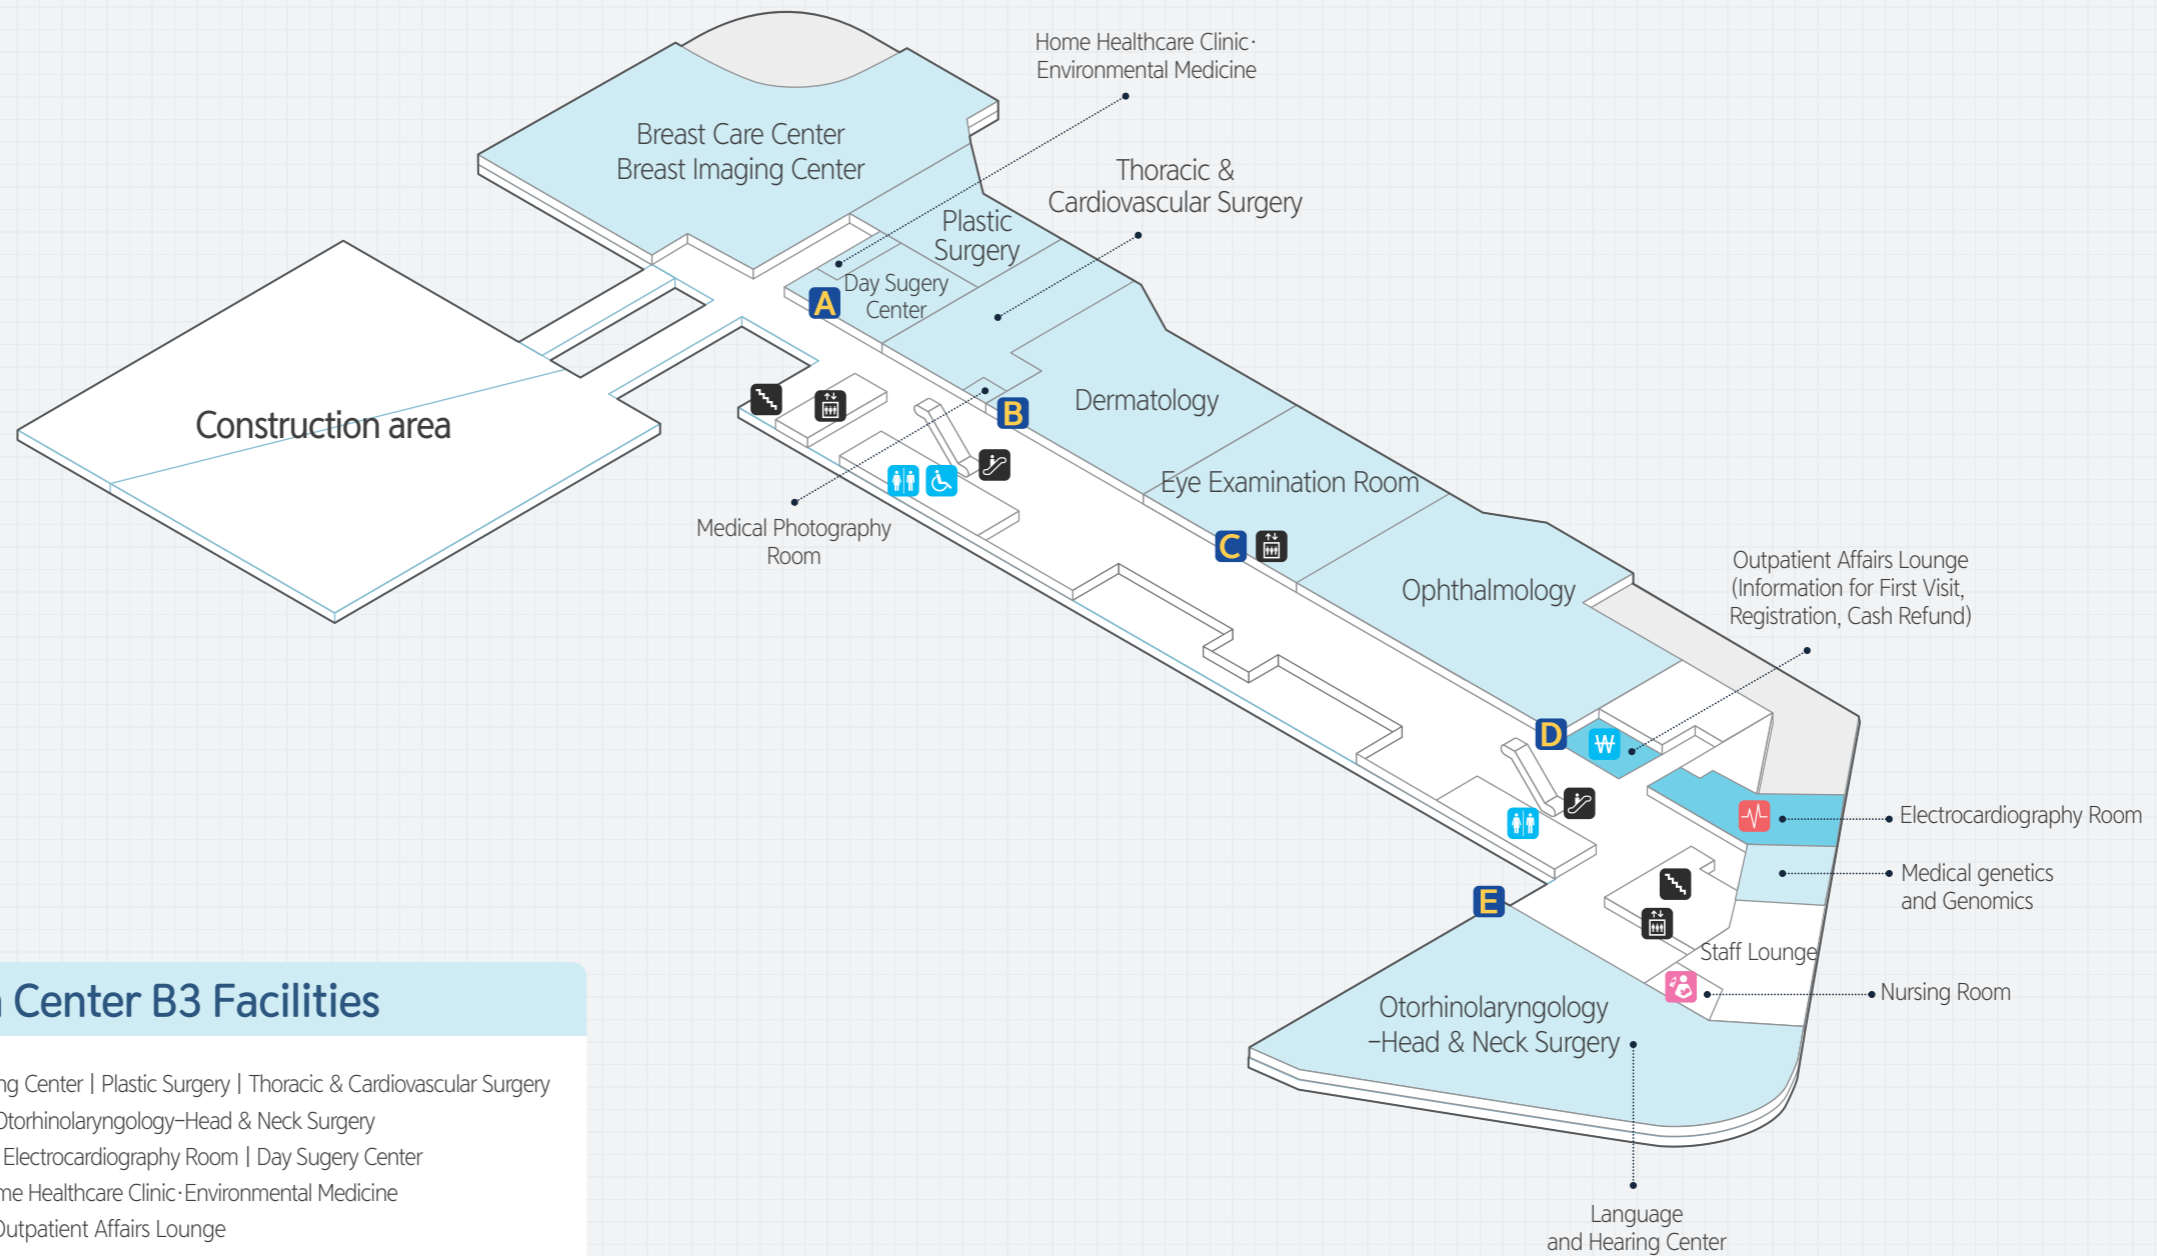 Home Healthcare Clinic·
Environmental Medicine
Breast Care Center
Breast Imaging Center
Thoracic &
Cardiovascular Surgery
Plastic
Surgery
A
Day Sugery
Center
Construction area
B
Dermatology
Medical Photography
Room
Eye Examination Room
C
Ophthalmology
Outpatient Affairs Lounge
(Information for First Visit,
Registration, Cash Refund)
D
₩
Electrocardiography Room
Medical genetics
and Genomics
E
Staff Lounge
Nursing Room
Otorhinolaryngology
-Head & Neck Surgery
Language
and Hearing Center
Center B3 Facilities
Center | Plastic Surgery | Thoracic & Cardiovascular Surgery
Otorhinolaryngology-Head & Neck Surgery
Electrocardiography Room | Day Sugery Center
Healthcare Clinic·Environmental Medicine
Outpatient Affairs Lounge